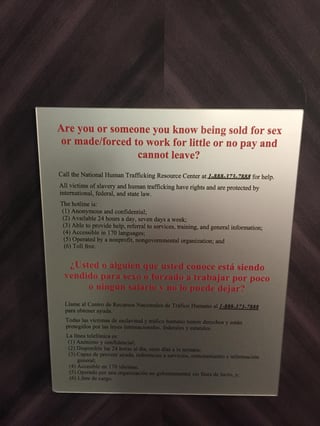 Are you or someone you know being sold for sex
or made/forced to work for little or no pay and
cannot leave?
Call the National Human Trafficking Resource Center at 1-888-373-7888 for help.
All victims of slavery and human trafficking have rights and are protected by
international, federal, and state law.
The hotline is:
(1) Anonymous and confidential;
(2) Available 24 hours a day, seven days a week;
(3) Able to provide help, referral to services, training, and general information;
(4) Accessible in 170 languages;
(5) Operated by a nonprofit, nongovernmental organization; and
(6) Toll free.
¿Usted o alguien que usted conoce está siendo
vendido para sexo o forzado a trabajar por poco
o ningún salario y no lo puede dejar?
Llame al Centro de Recursos Nacionales de Tráfico Humano al 1-888-373-7888
para obtener ayuda.
Todas las víctimas de esclavitud y tráfico humano tienen derechos y están
protegidos por las leyes internacionales, federales y estatales.
La línea telefónica es:
(1) Anónimo y confidencial;
(2) Disponible las 24 horas al día, siete días a la semana;
(3) Capaz de proveer ayuda, referencias a servicios, entrenamiento e información
general;
(4) Accesible en 170 idiomas;
(5) Operado por una organización no gubernamental sin fines de lucro, y
(6) Libre de cargo.